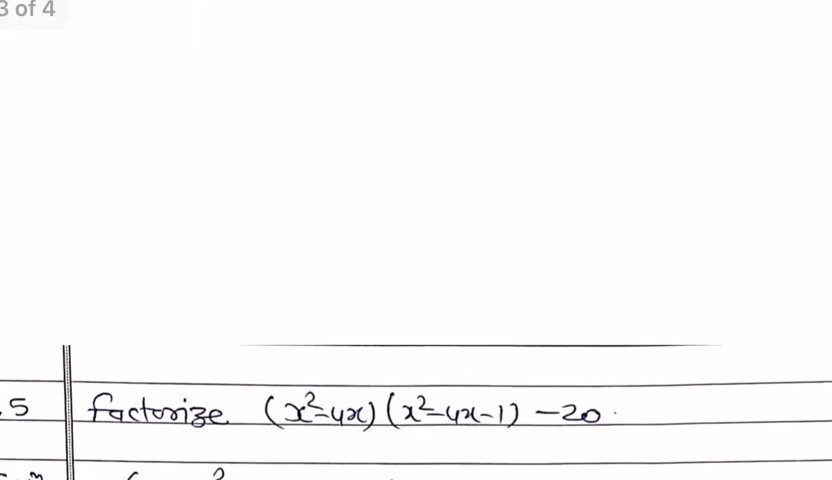 3 of 4
.5 factorize (x²-4x)(x²-4x-1) -20.